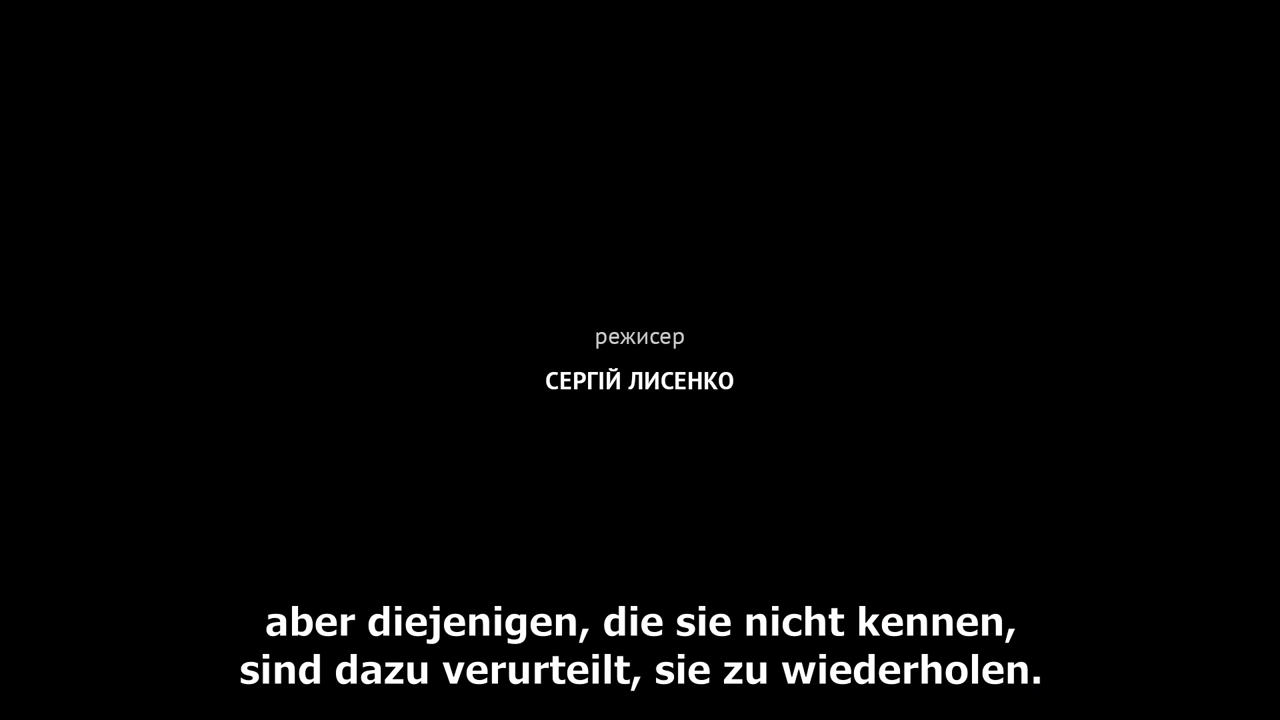 режисер
СЕРГІЙ ЛИСЕНКО
aber diejenigen, die sie nicht kennen,
sind dazu verurteilt, sie zu wiederholen.